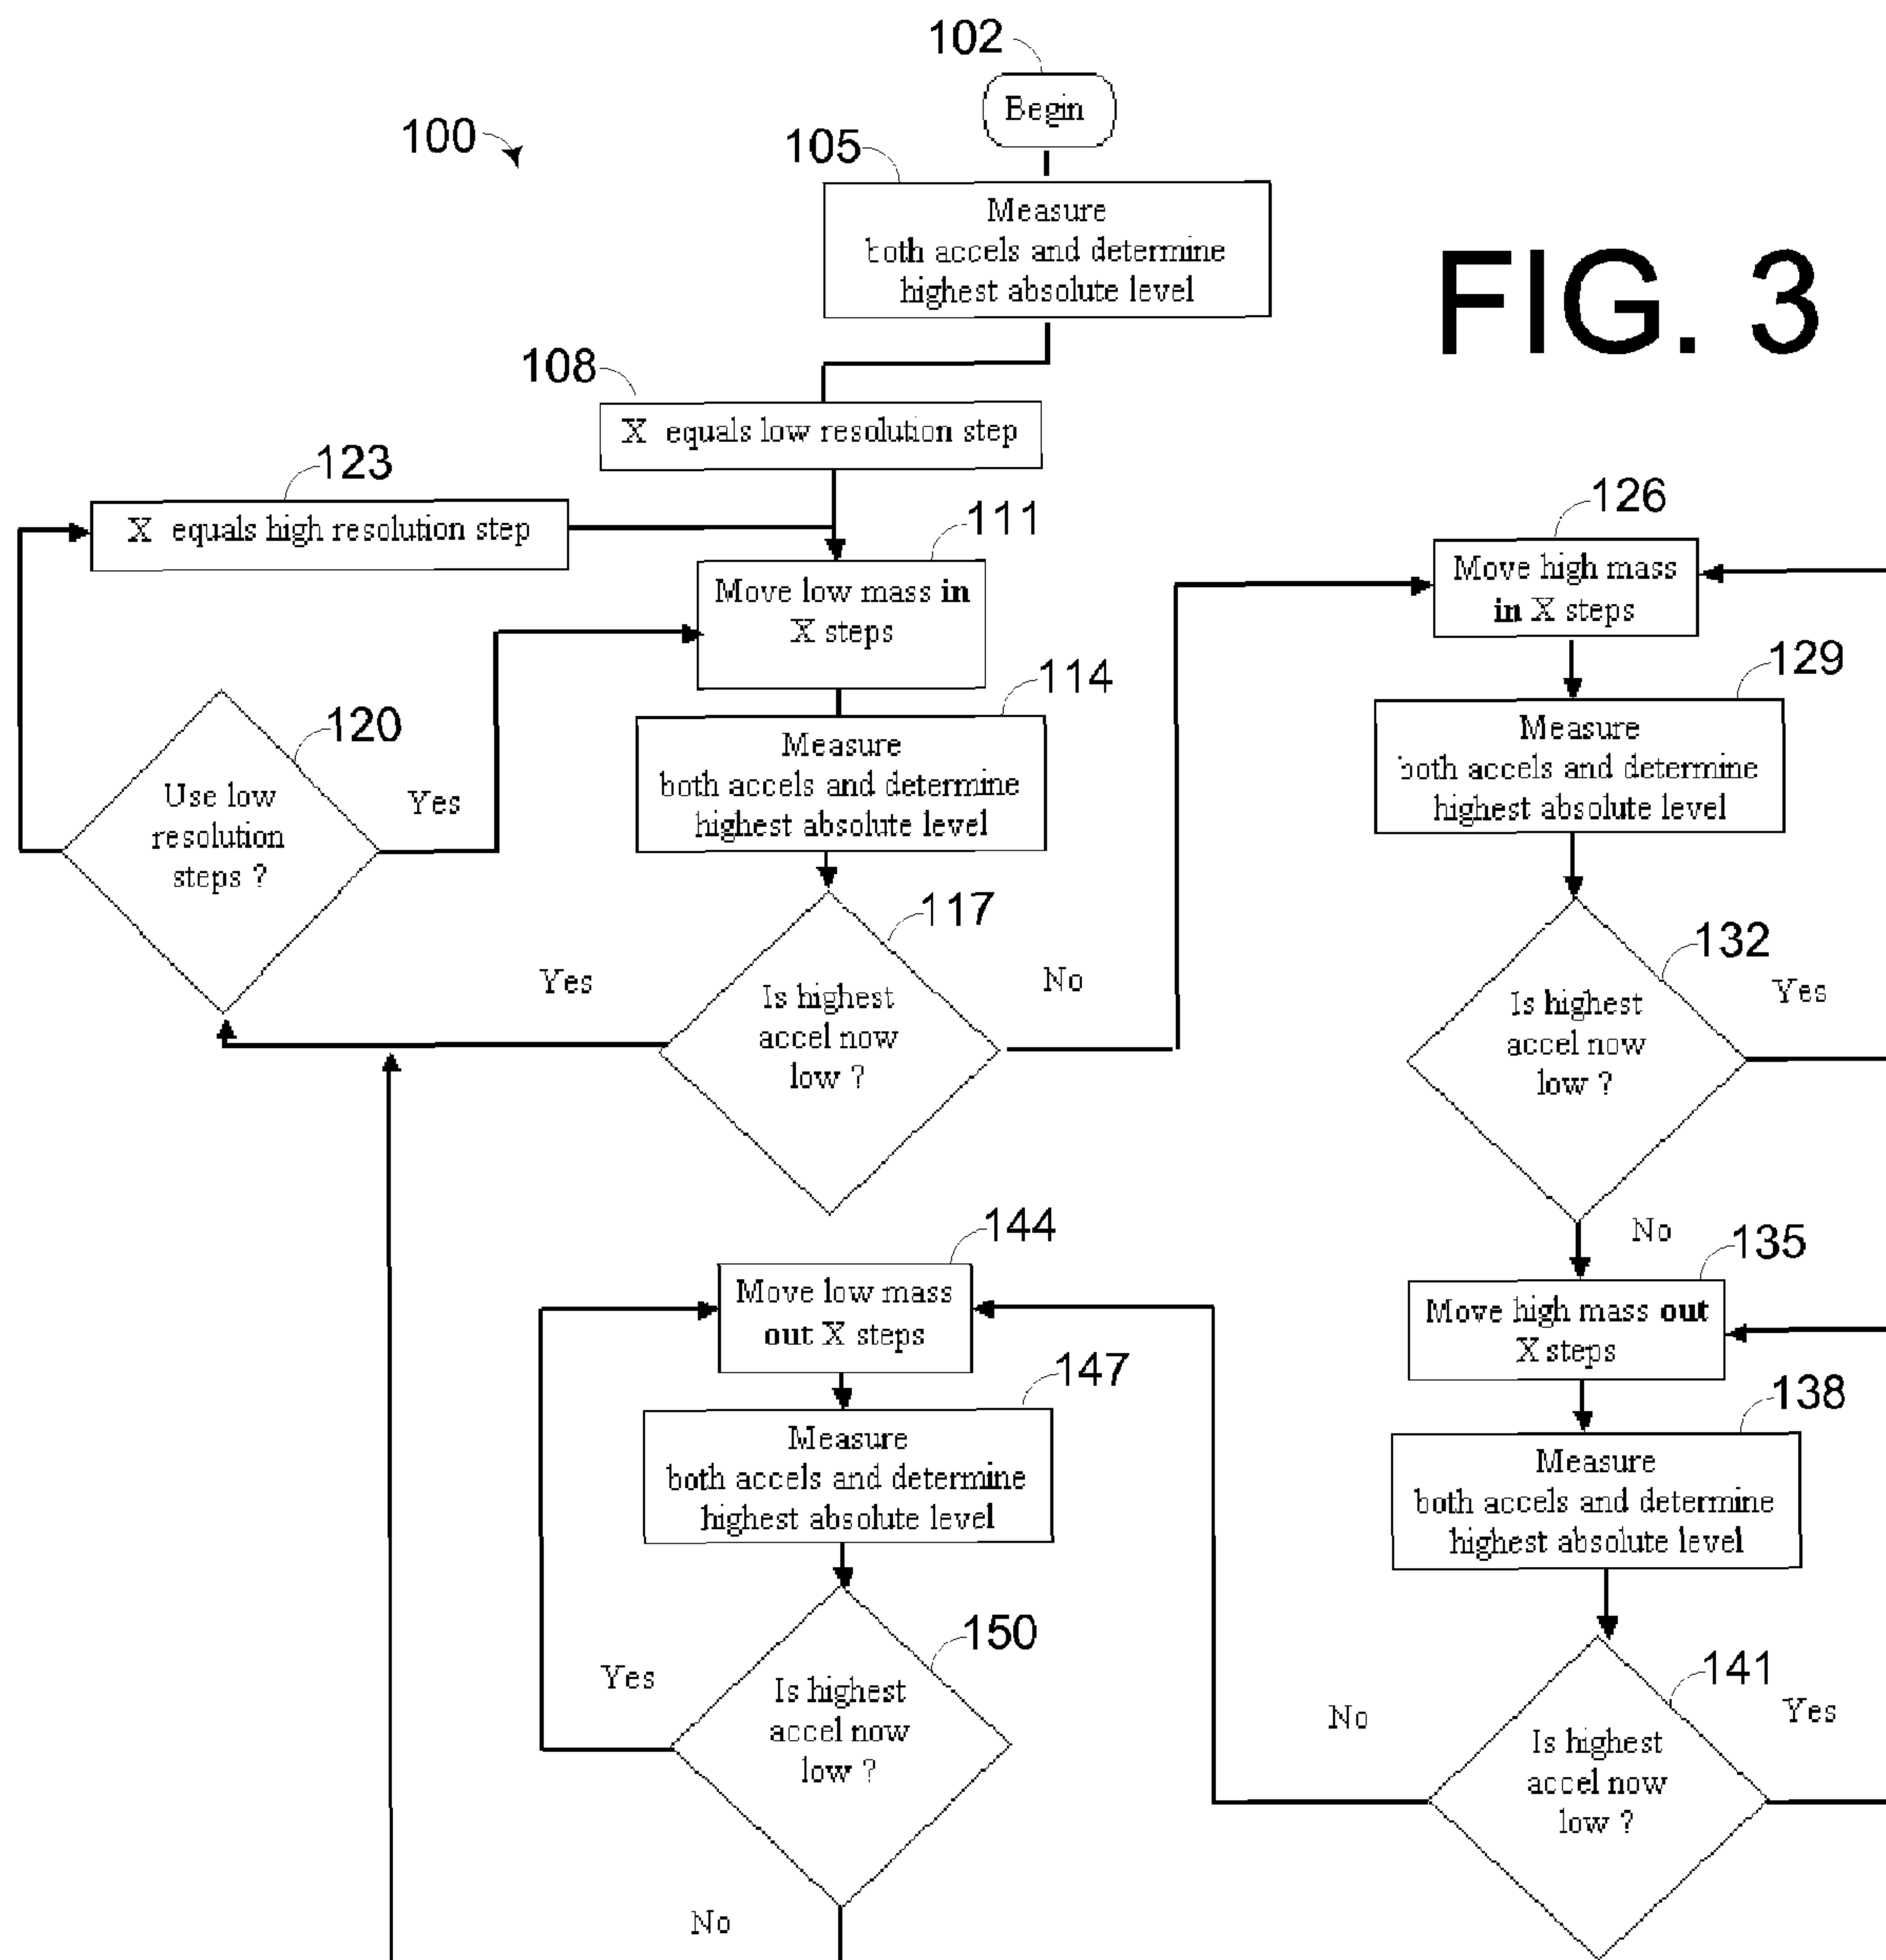 102
Begin
100
105
Measure
both accels and determine
highest absolute level
FIG. 3
108
X equals low resolution step
123
X equals high resolution step
111
Move low mass in
X steps
126
Move high mass
in X steps
114
Measure
both accels and determine
highest absolute level
129
Measure
both accels and determine
highest absolute level
120
Use low
resolution
steps ?
Yes
117
Is highest
accel now
low ?
Yes
No
132
Is highest
accel now
low ?
Yes
No
144
Move low mass
out X steps
135
Move high mass out
X steps
147
Measure
both accels and determine
highest absolute level
138
Measure
both accels and determine
highest absolute level
150
Is highest
accel now
low ?
Yes
No
141
Is highest
accel now
low ?
No
Yes